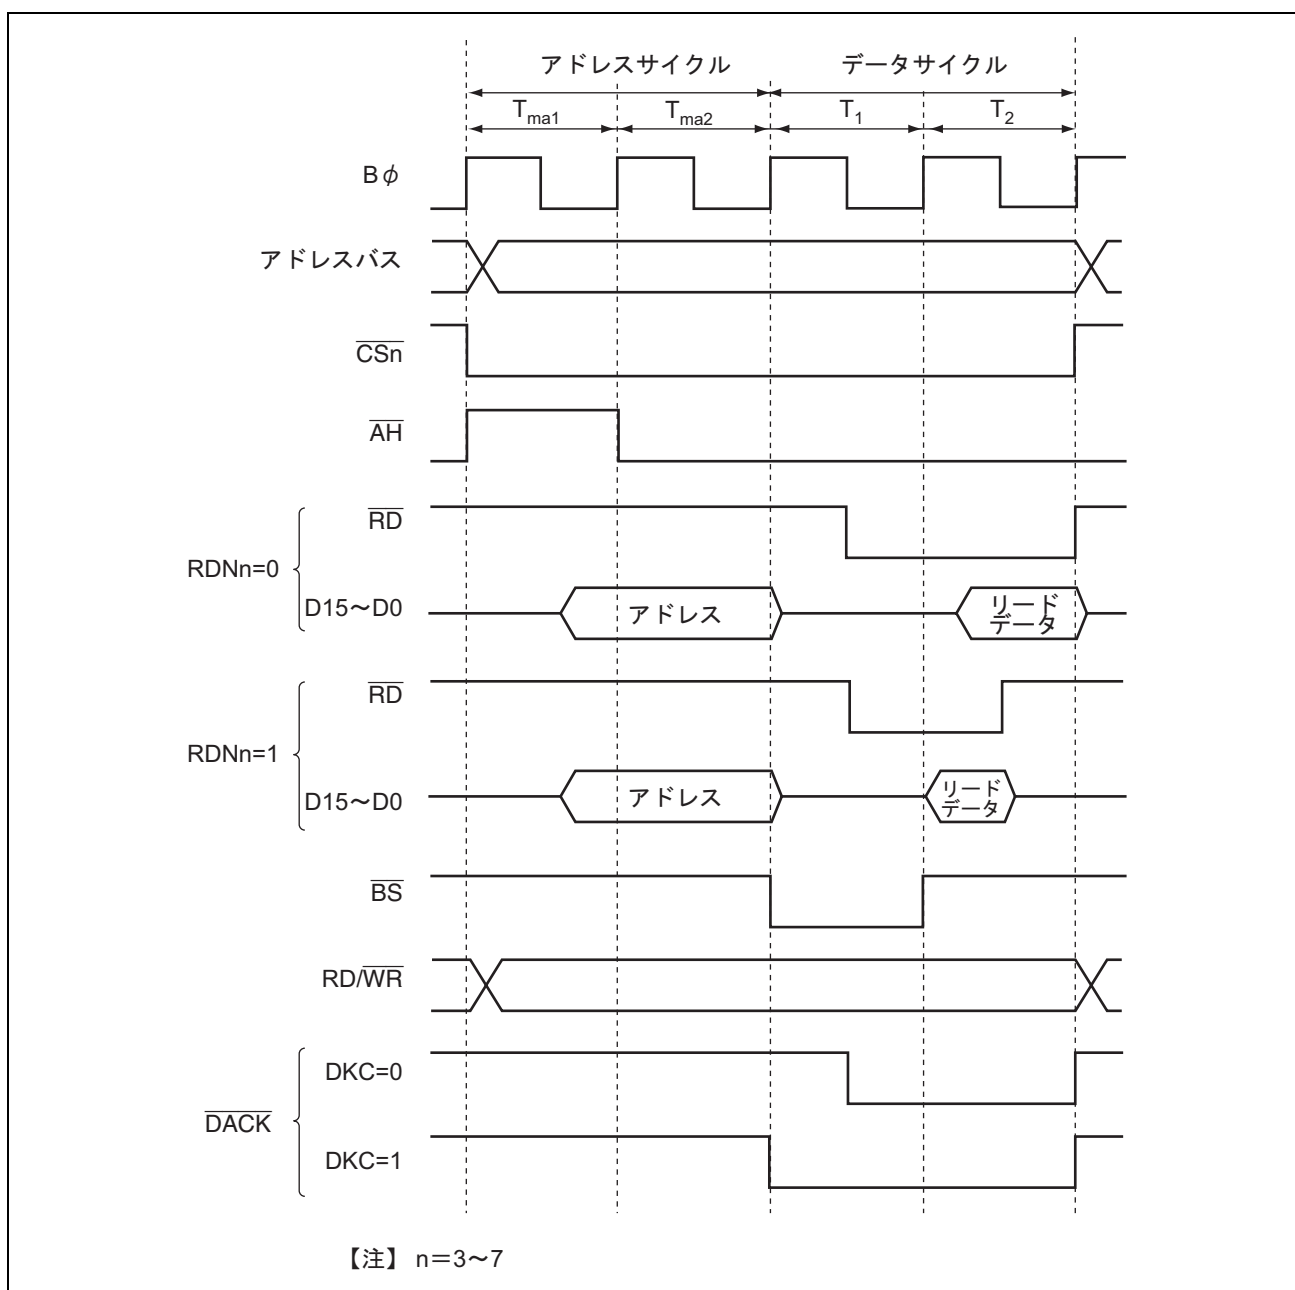 アドレスサイクル データサイクル
Tma1 Tma2 T1 T2
Bφ
アドレスバス
CSn
AH
RD
RDNn=0
D15～D0 アドレス リード
データ
RD
RDNn=1
D15～D0 アドレス リード
データ
BS
RD/WR
DKC=0
DACK
DKC=1
【注】 n＝3～7